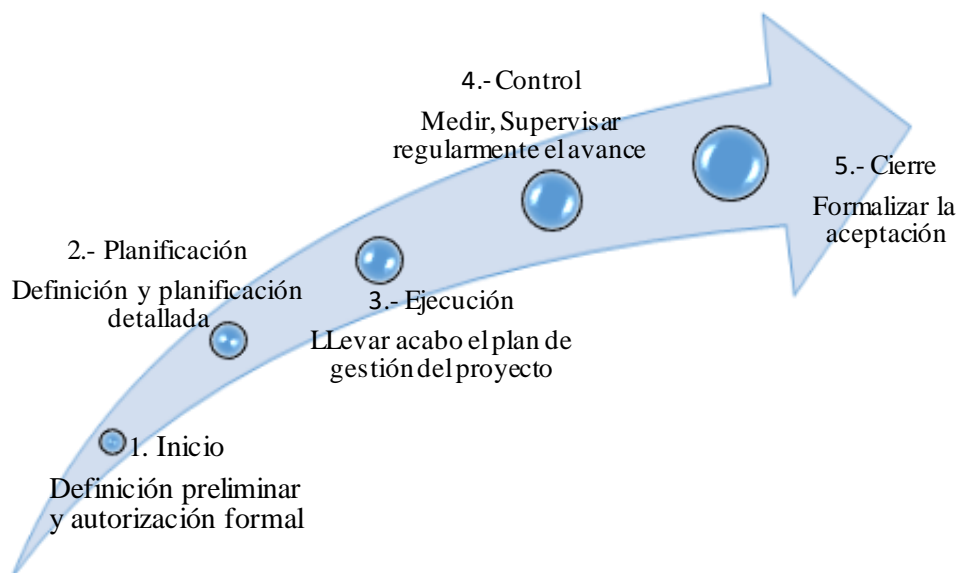 1. Inicio
Definición preliminar
y autorización formal
2.- Planificación
Definición y planificación
detallada
3.- Ejecución
LLevar acabo el plan de
gestión del proyecto
4.- Control
Medir, Supervisar
regularmente el avance
5.- Cierre
Formalizar la
aceptación